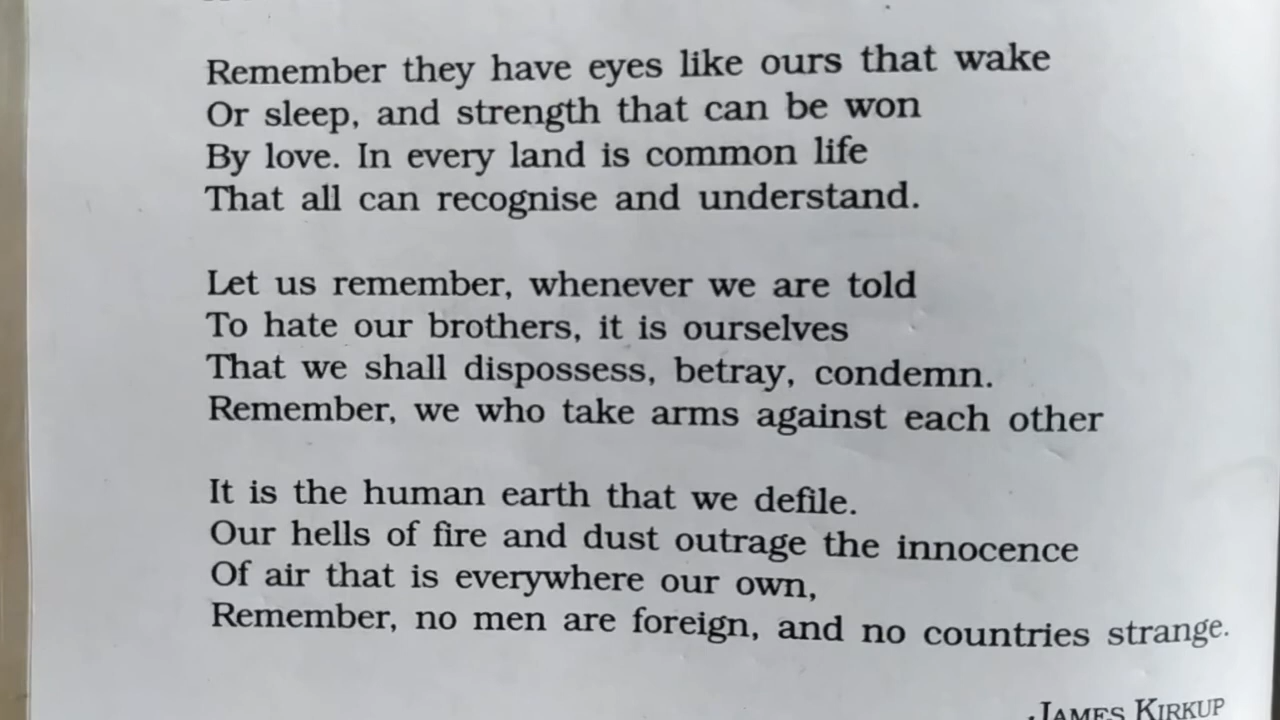 Remember they have eyes like ours that wake
Or sleep, and strength that can be won
By love. In every land is common life
That all can recognise and understand.
Let us remember, whenever we are told
To hate our brothers, it is ourselves
That we shall dispossess, betray, condemn.
Remember, we who take arms against each other
It is the human earth that we defile.
Our hells of fire and dust outrage the innocence
Of air that is everywhere our own,
Remember, no men are foreign, and no countries strange.
JAMES KIRKUP